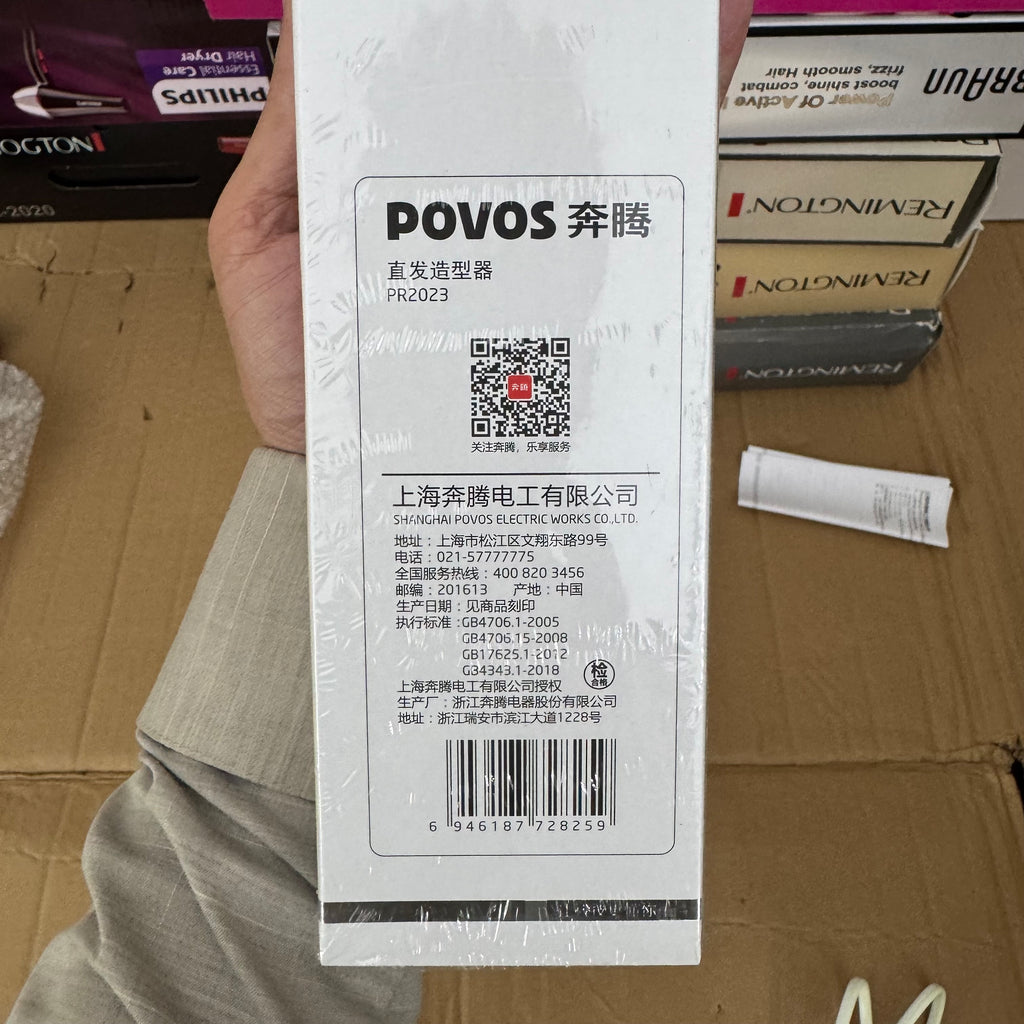 Hair Dryer
Essential Care
PHILIPS
-2020
BRAUN
boost shine, combat
frizz, smooth Hair
Power Of Active
REMINGTON
REMINGTON
REMINGTON
POVOS 奔腾
直发造型器
PR2023
奔腾
关注奔腾，乐享服务
上海奔腾电工有限公司
SHANGHAI POVOS ELECTRIC WORKS CO.,LTD.
地址：上海市松江区文翔东路99号
电话：021-57777775
全国服务热线：400 820 3456
邮编：201613 产地：中国
生产日期：见商品刻印
执行标准：GB4706.1-2005
GB4706.15-2008
GB17625.1-2012
GB4343.1-2018
检
合格
上海奔腾电工有限公司授权
生产厂：浙江奔腾电器股份有限公司
地址：浙江瑞安市滨江大道1228号
6 946187 728259